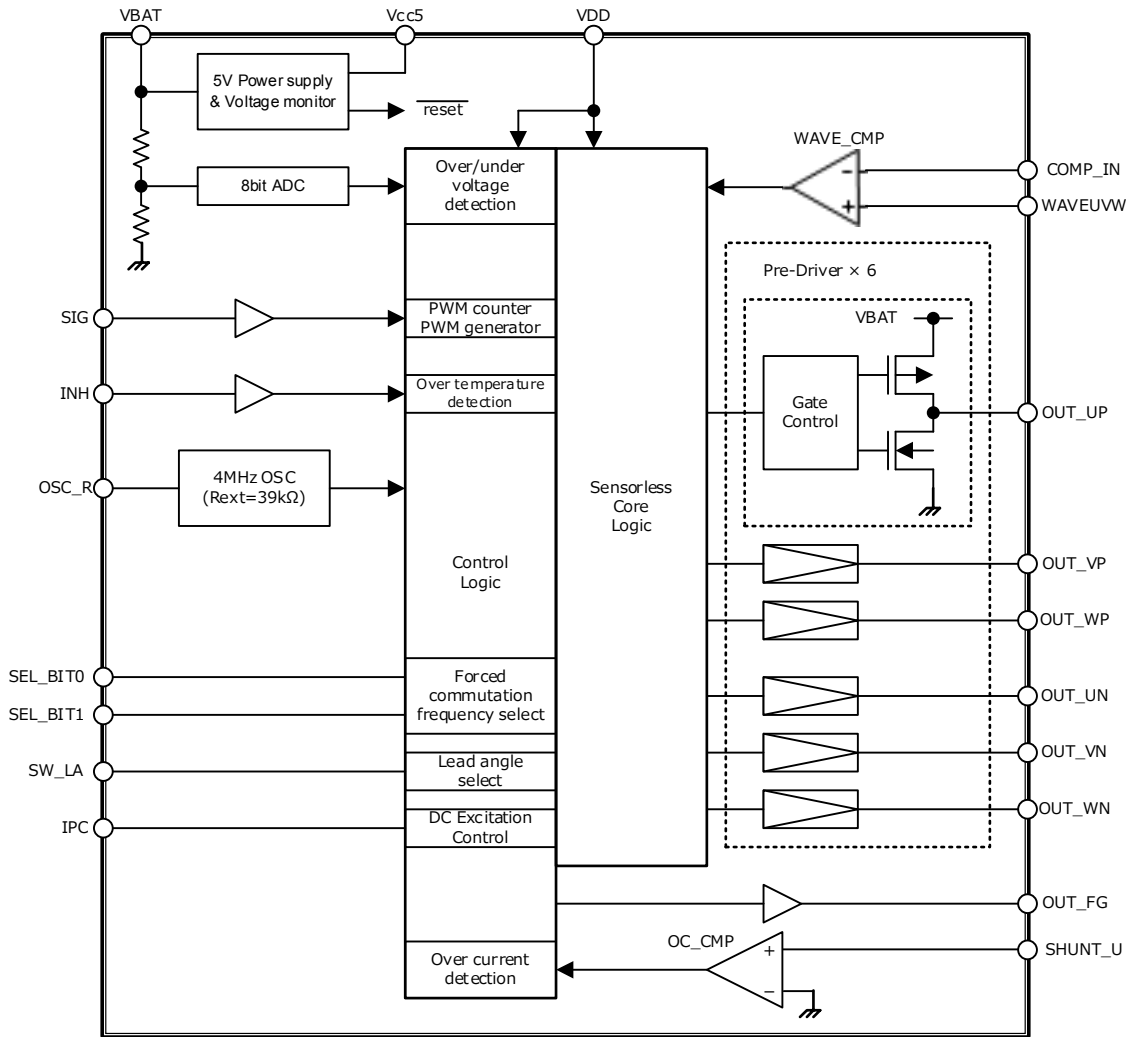 VBAT
Vcc5
VDD
5V Power supply
& Voltage monitor
reset
8bit ADC
Over/under
voltage
detection
WAVE_CMP
-
+
COMP_IN
WAVEUVW
Pre-Driver × 6
VBAT
Gate
Control
OUT_UP
SIG
PWM counter
PWM generator
INH
Over temperature
detection
OSC_R
4MHz OSC
(Rext=39kΩ)
Sensorless
Core
Logic
Control
Logic
OUT_VP
OUT_WP
OUT_UN
OUT_VN
OUT_WN
SEL_BIT0
SEL_BIT1
Forced
commutation
frequency select
SW_LA
Lead angle
select
IPC
DC Excitation
Control
OUT_FG
OC_CMP
+
-
SHUNT_U
Over current
detection